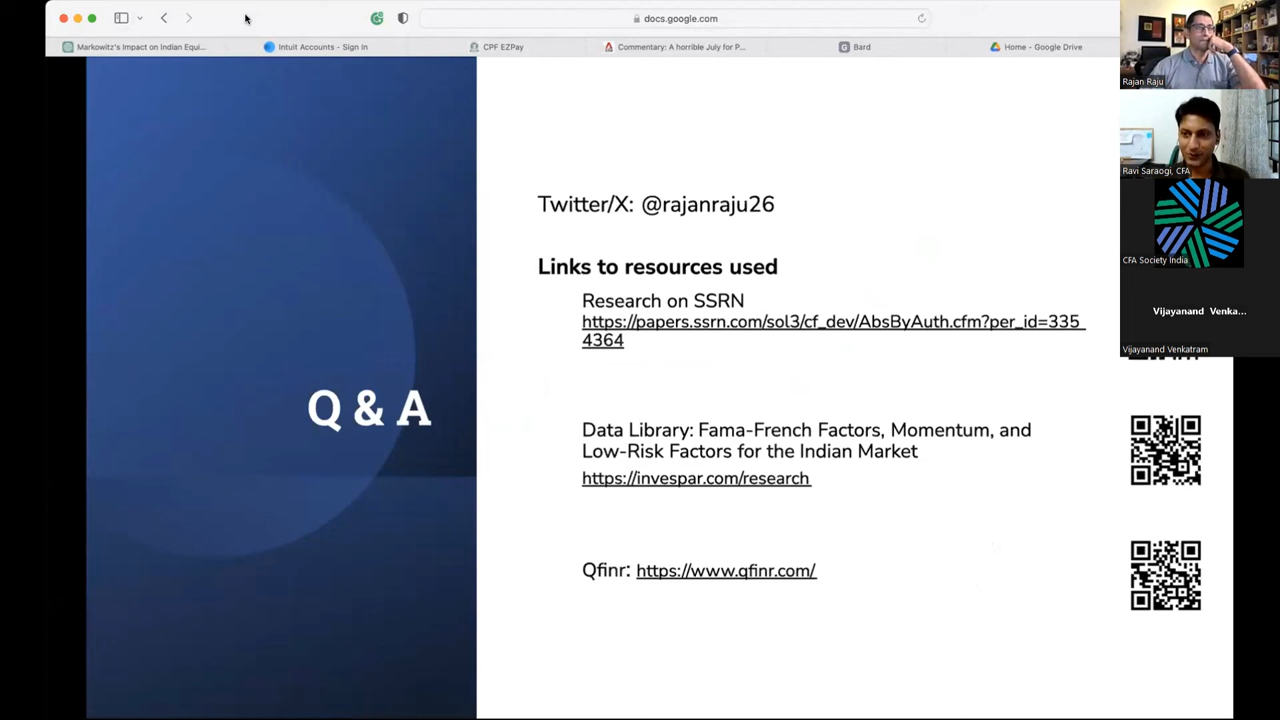 docs.google.com
Markowitz's Impact on Indian Equi...
Intuit Accounts - Sign In
CPF EZPay
Commentary: A horrible July for P...
Bard
Home - Google Drive
Rajan Raju
Ravi Saraogi, CFA
CFA Society India
Vijayanand Venka...
Vijayanand Venkatram
Q & A
Twitter/X: @rajanraju26
Links to resources used
Research on SSRN
https://papers.ssrn.com/sol3/cf_dev/AbsByAuth.cfm?per_id=335
4364
Data Library: Fama-French Factors, Momentum, and
Low-Risk Factors for the Indian Market
https://invespar.com/research
Qfinr: https://www.qfinr.com/